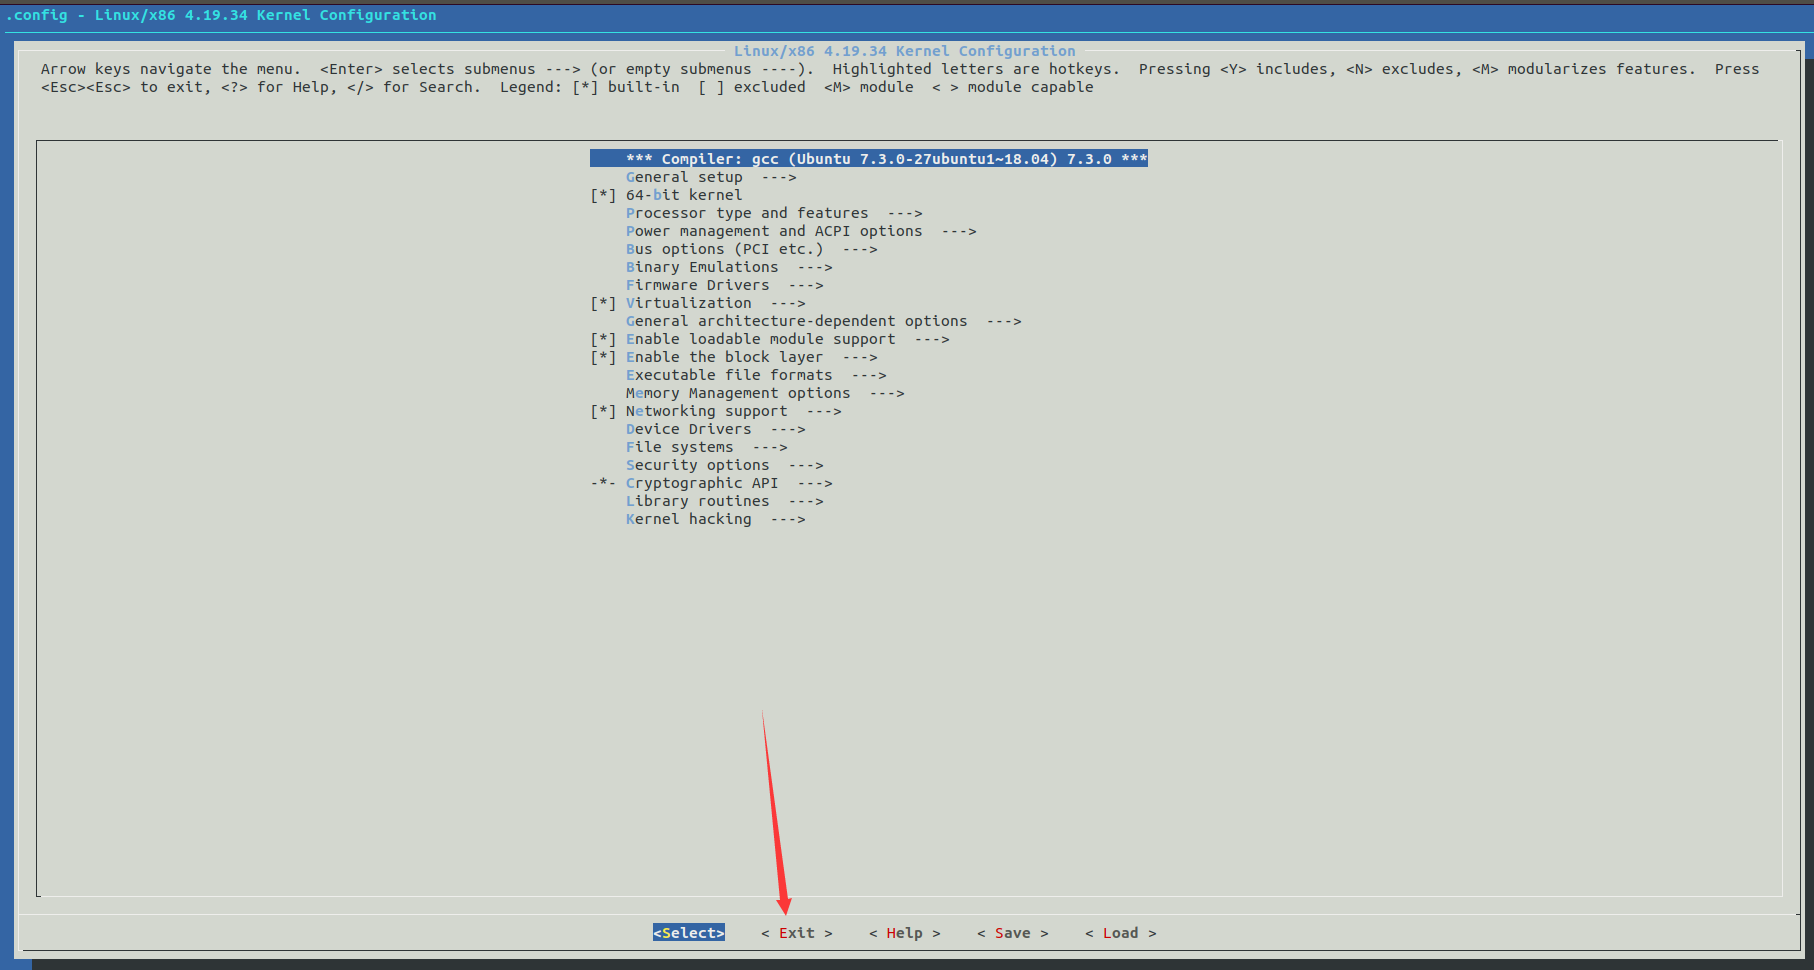 .config - Linux/x86 4.19.34 Kernel Configuration
Linux/x86 4.19.34 Kernel Configuration
Arrow keys navigate the menu.  <Enter> selects submenus ---> (or empty submenus ----).  Highlighted letters are hotkeys.  Pressing <Y> includes, <N> excludes, <M> modularizes features.  Press
<Esc><Esc> to exit, <?> for Help, </> for Search.  Legend: [*] built-in  [ ] excluded  <M> module  < > module capable
*** Compiler: gcc (Ubuntu 7.3.0-27ubuntu1~18.04) 7.3.0 ***
General setup  --->
[*] 64-bit kernel
Processor type and features  --->
Power management and ACPI options  --->
Bus options (PCI etc.)  --->
Binary Emulations  --->
Firmware Drivers  --->
[*] Virtualization  --->
General architecture-dependent options  --->
[*] Enable loadable module support  --->
[*] Enable the block layer  --->
Executable file formats  --->
Memory Management options  --->
[*] Networking support  --->
Device Drivers  --->
File systems  --->
Security options  --->
-*- Cryptographic API  --->
Library routines  --->
Kernel hacking  --->
<Select>    < Exit >    < Help >    < Save >    < Load >